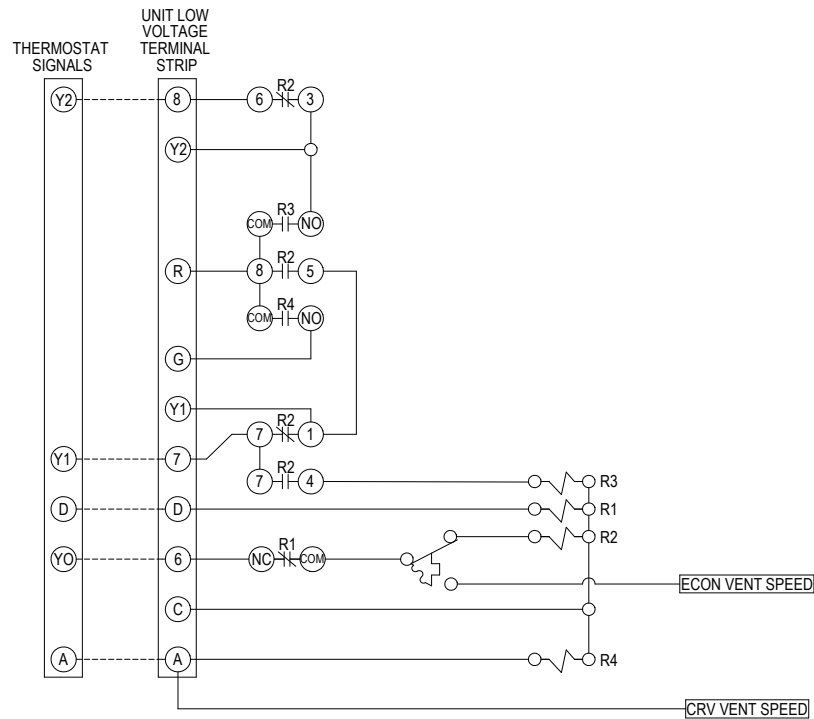 UNIT LOW
VOLTAGE
TERMINAL
STRIP
THERMOSTAT
SIGNALS
Y2 8 6 R2 3
Y2
COM R3 NO
R 8 R2 5
COM R4 NO
G
Y1
7 R2 1
Y1 7
7 R2 4 R3
D D R1
R2
YO 6 NC R1 COM
ECON VENT SPEED
C
A A R4
CRV VENT SPEED